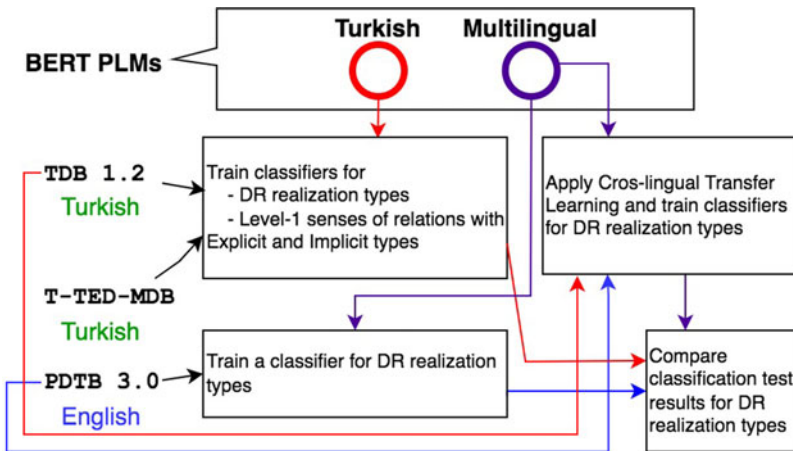 Turkish Multilingual
BERT PLMs
TDB 1.2
Turkish
T-TED-MDB
Turkish
PDTB 3.0
English
Train classifiers for
- DR realization types
- Level-1 senses of relations with
Explicit and Implicit types
Apply Cros-lingual Transfer
Learning and train classifiers
for DR realization types
Train a classifier for DR realization
types
Compare
classification test
results for DR
realization types